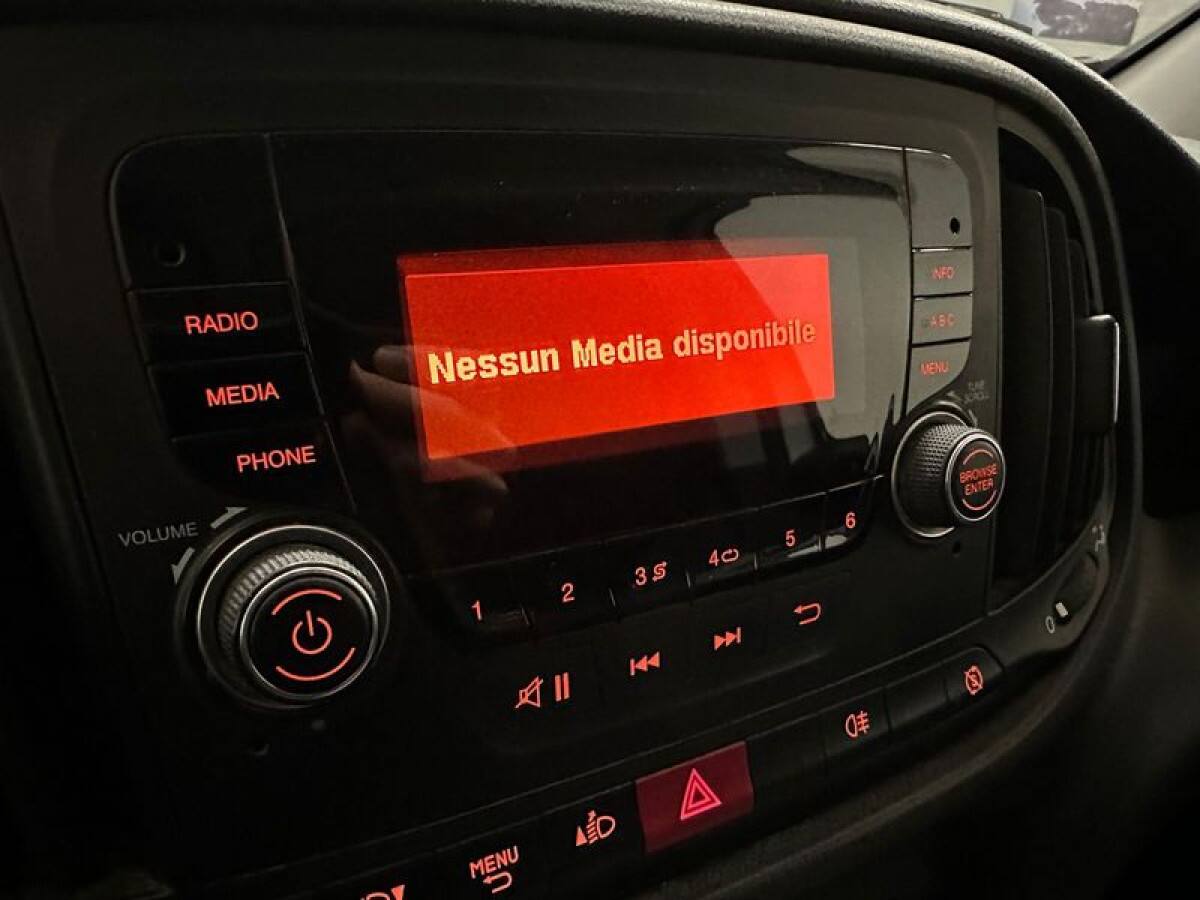 RADIO
MEDIA
PHONE
VOLUME
Nessun Media disponibile
INFO
A B C
MENU
TUNE
SCROLL
BROWSE
ENTER
1
2
3
4
5
6
0
MENU